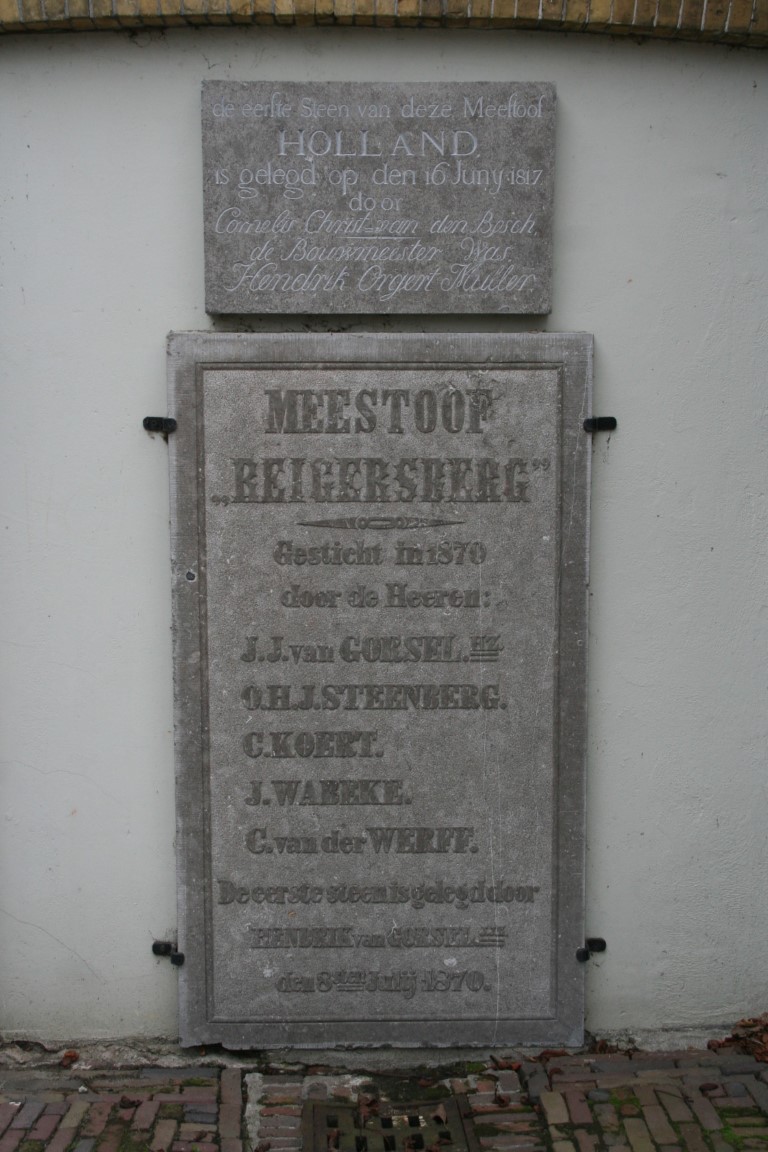 de eerste Steen van deze Meestoof
HOLLAND
is gelegd op den 16 Juny 1817
door
Cornelis Christ=van den Bosch,
de Bouwmeester Was,
Hendrik Orgert Muller
MEESTOOF
„REIGERSBERG”
Gesticht in 1870
door de Heeren:
J.J. van GORSEL. HZ
O.H.J. STEENBERG.
C. KOERT.
J. WABEKE.
C. van der WERFF.
De eerste steen is gelegd door
HENDRIK van GORSEL
den 8sten Julij 1870.